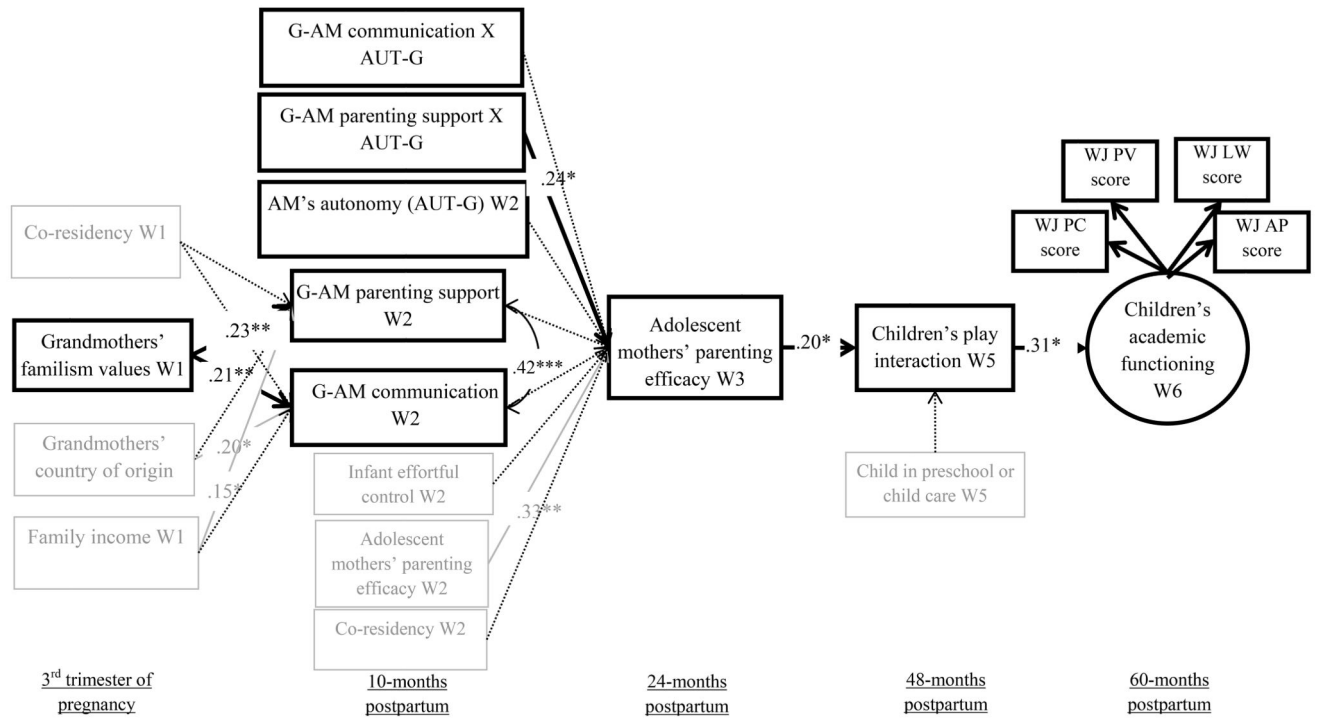 G-AM communication X
AUT-G
G-AM parenting support X
AUT-G
AM's autonomy (AUT-G) W2
G-AM parenting support
W2
G-AM communication
W2
Infant effortful
control W2
Adolescent
mothers' parenting
efficacy W2
Co-residency W2
Co-residency W1
Grandmothers'
familism values W1
Grandmothers'
country of origin
Family income W1
.23**
.21**
.20*
.15*
.24*
.42***
.33**
Adolescent
mothers' parenting
efficacy W3
.20*
Children's play
interaction W5
.31*
Child in preschool or
child care W5
WJ PV
score
WJ LW
score
WJ PC
score
WJ AP
score
Children's
academic
functioning
W6
3rd trimester of
pregnancy
10-months
postpartum
24-months
postpartum
48-months
postpartum
60-months
postpartum